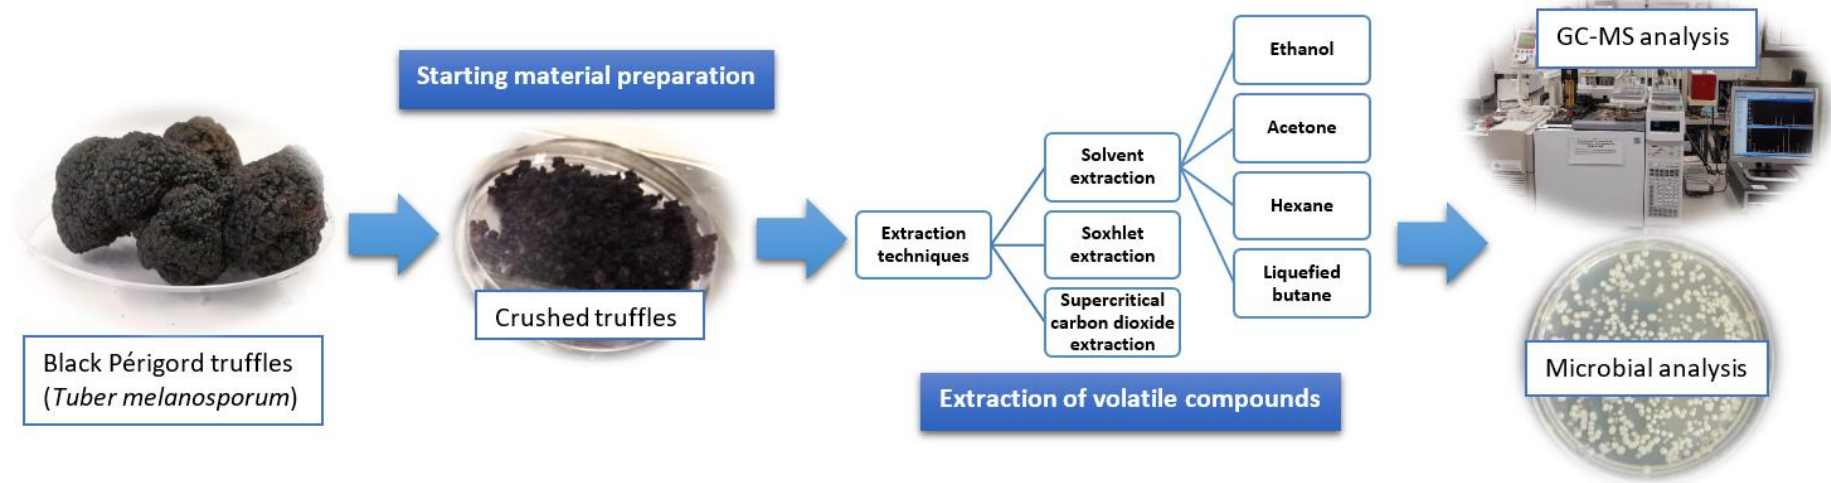 Black Périgord truffles
(Tuber melanosporum)
Starting material preparation
Crushed truffles
Extraction
techniques
Solvent
extraction
Soxhlet
extraction
Supercritical
carbon dioxide
extraction
Ethanol
Acetone
Hexane
Liquefied
butane
Extraction of volatile compounds
GC-MS analysis
Microbial analysis